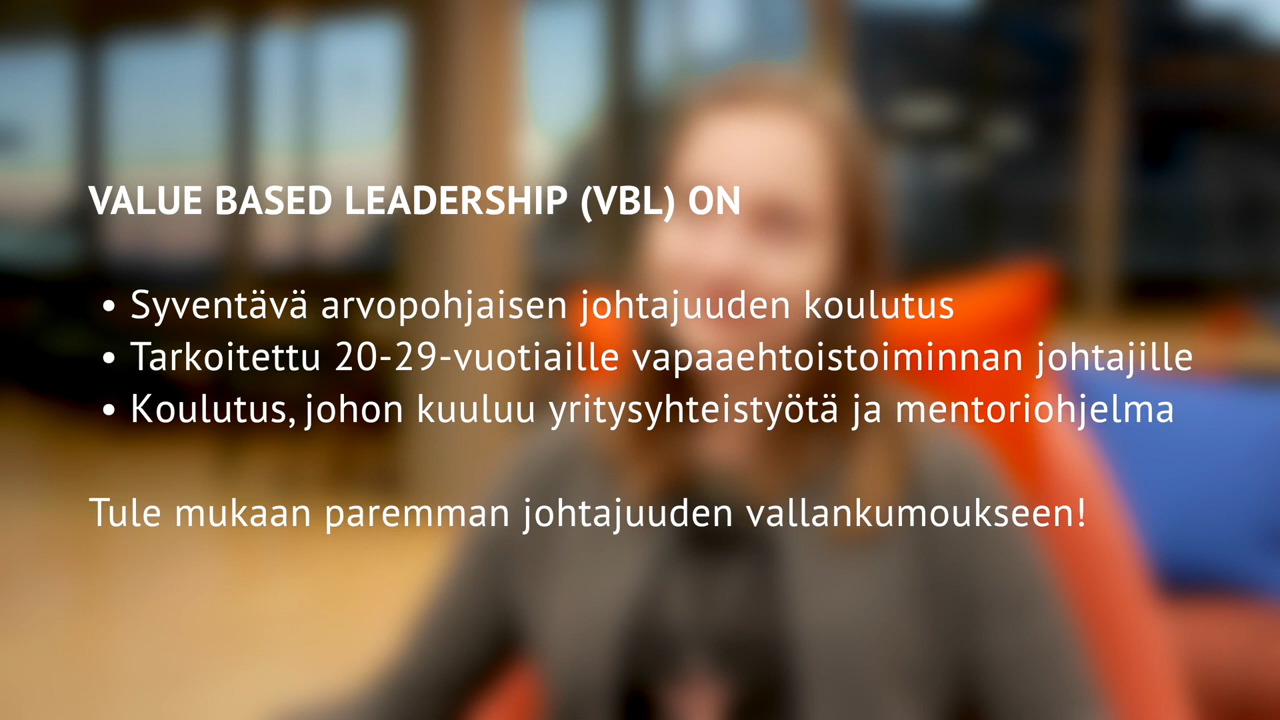 VALUE BASED LEADERSHIP (VBL) ON
• Syventävä arvopohjaisen johtajuuden koulutus
• Tarkoitettu 20-29-vuotiaille vapaaehtoistoiminnan johtajille
• Koulutus, johon kuuluu yritysyhteistyötä ja mentoriohjelma
Tule mukaan paremman johtajuuden vallankumoukseen!